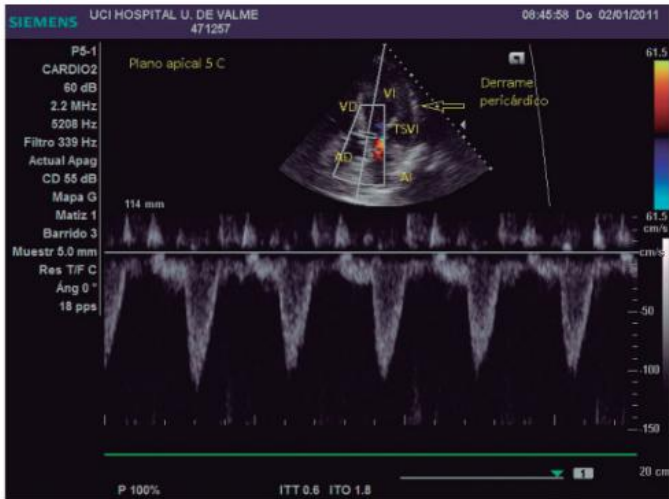 SIEMENS
UCI HOSPITAL U. DE VALME
471257
08:45:58 Do 02/01/2011
P5-1
CARDIO2
60 dB
2.2 MHz
5208 Hz
Filtro 339 Hz
Actual Apag
CD 55 dB
Mapa G
Matiz 1
Barrido 3
Muestr 5.0 mm
Res T/F C
Áng 0°
18 pps
Plano apical 5 C
VI
VD
TSVI
AD
AI
Derrame
pericárdico
61.5
114 mm
61.5
cm/s
cm/s
-50
-100
-150
20 cm
1
P 100%
ITT 0.6 ITO 1.8